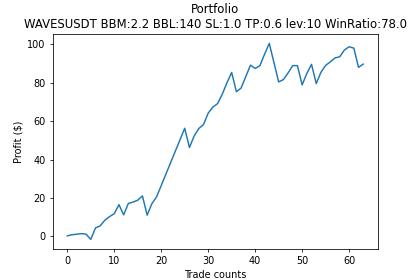 Portfolio
WAVESUSDT BBM:2.2 BBL:140 SL:1.0 TP:0.6 lev:10 WinRatio:78.0
100
80
60
40
20
0
Profit ($)
0 10 20 30 40 50 60
Trade counts